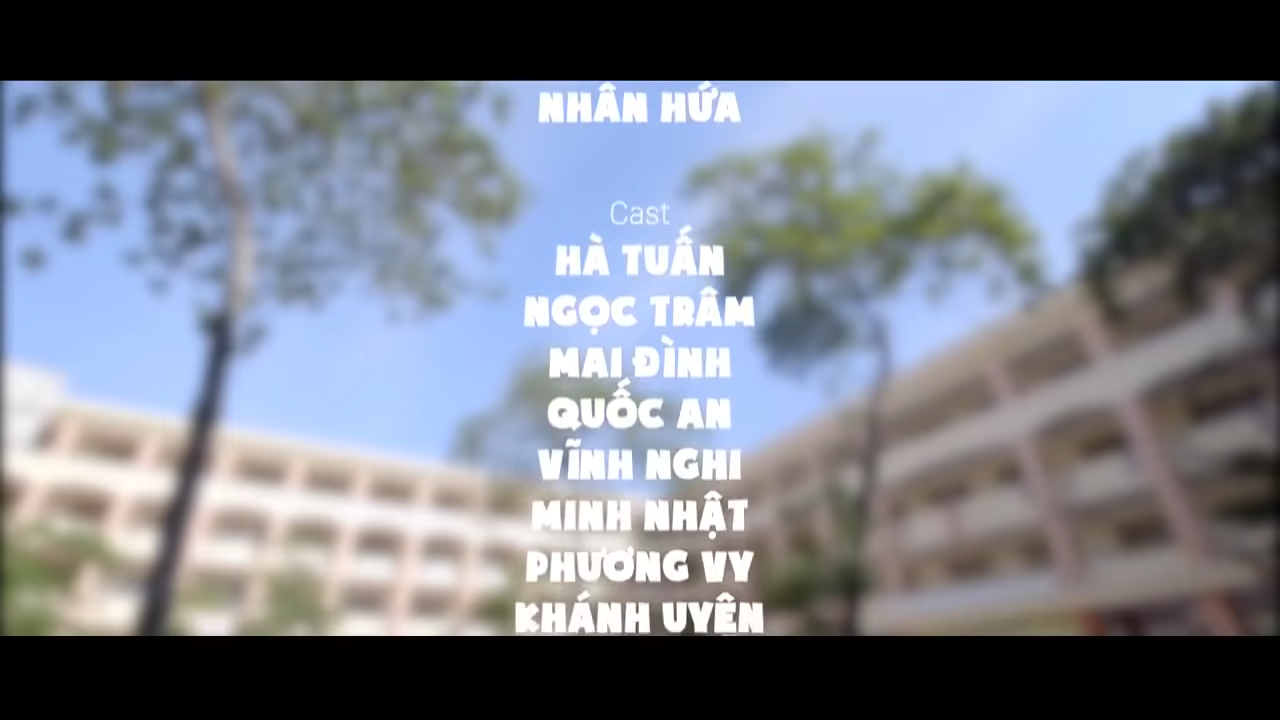 NHÂN HỨA
Cast
HÀ TUẤN
NGỌC TRÂM
MAI ĐÌNH
QUỐC AN
VĨNH NGHI
MINH NHẬT
PHƯƠNG VY
KHÁNH UYÊN